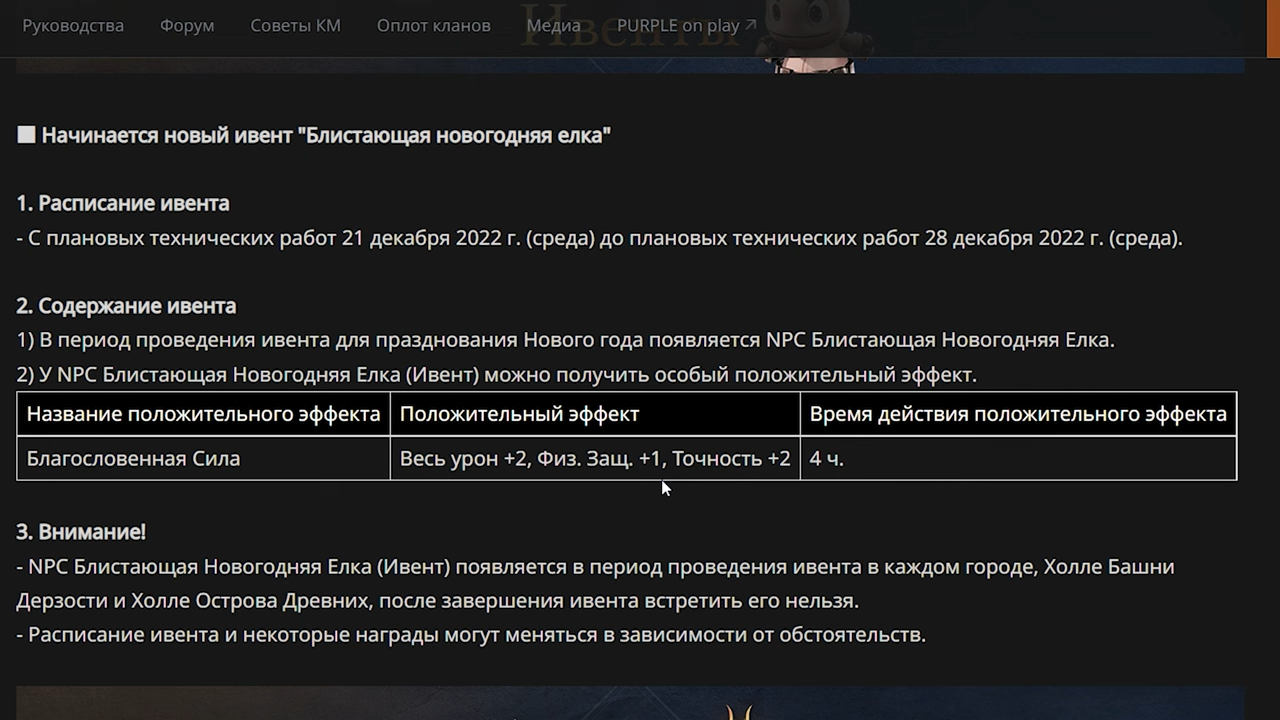 Руководства Форум Советы КМ Оплот кланов Медиа PURPLE on play
Ивенты
■ Начинается новый ивент "Блистающая новогодняя елка"
1. Расписание ивента
- С плановых технических работ 21 декабря 2022 г. (среда) до плановых технических работ 28 декабря 2022 г. (среда).
2. Содержание ивента
1) В период проведения ивента для празднования Нового года появляется NPC Блистающая Новогодняя Елка.
2) У NPC Блистающая Новогодняя Елка (Ивент) можно получить особый положительный эффект.
Название положительного эффекта Положительный эффект Время действия положительного эффекта
Благословенная Сила Весь урон +2, Физ. Защ. +1, Точность +2 4 ч.
3. Внимание!
- NPC Блистающая Новогодняя Елка (Ивент) появляется в период проведения ивента в каждом городе, Холле Башни
Дерзости и Холле Острова Древних, после завершения ивента встретить его нельзя.
- Расписание ивента и некоторые награды могут меняться в зависимости от обстоятельств.